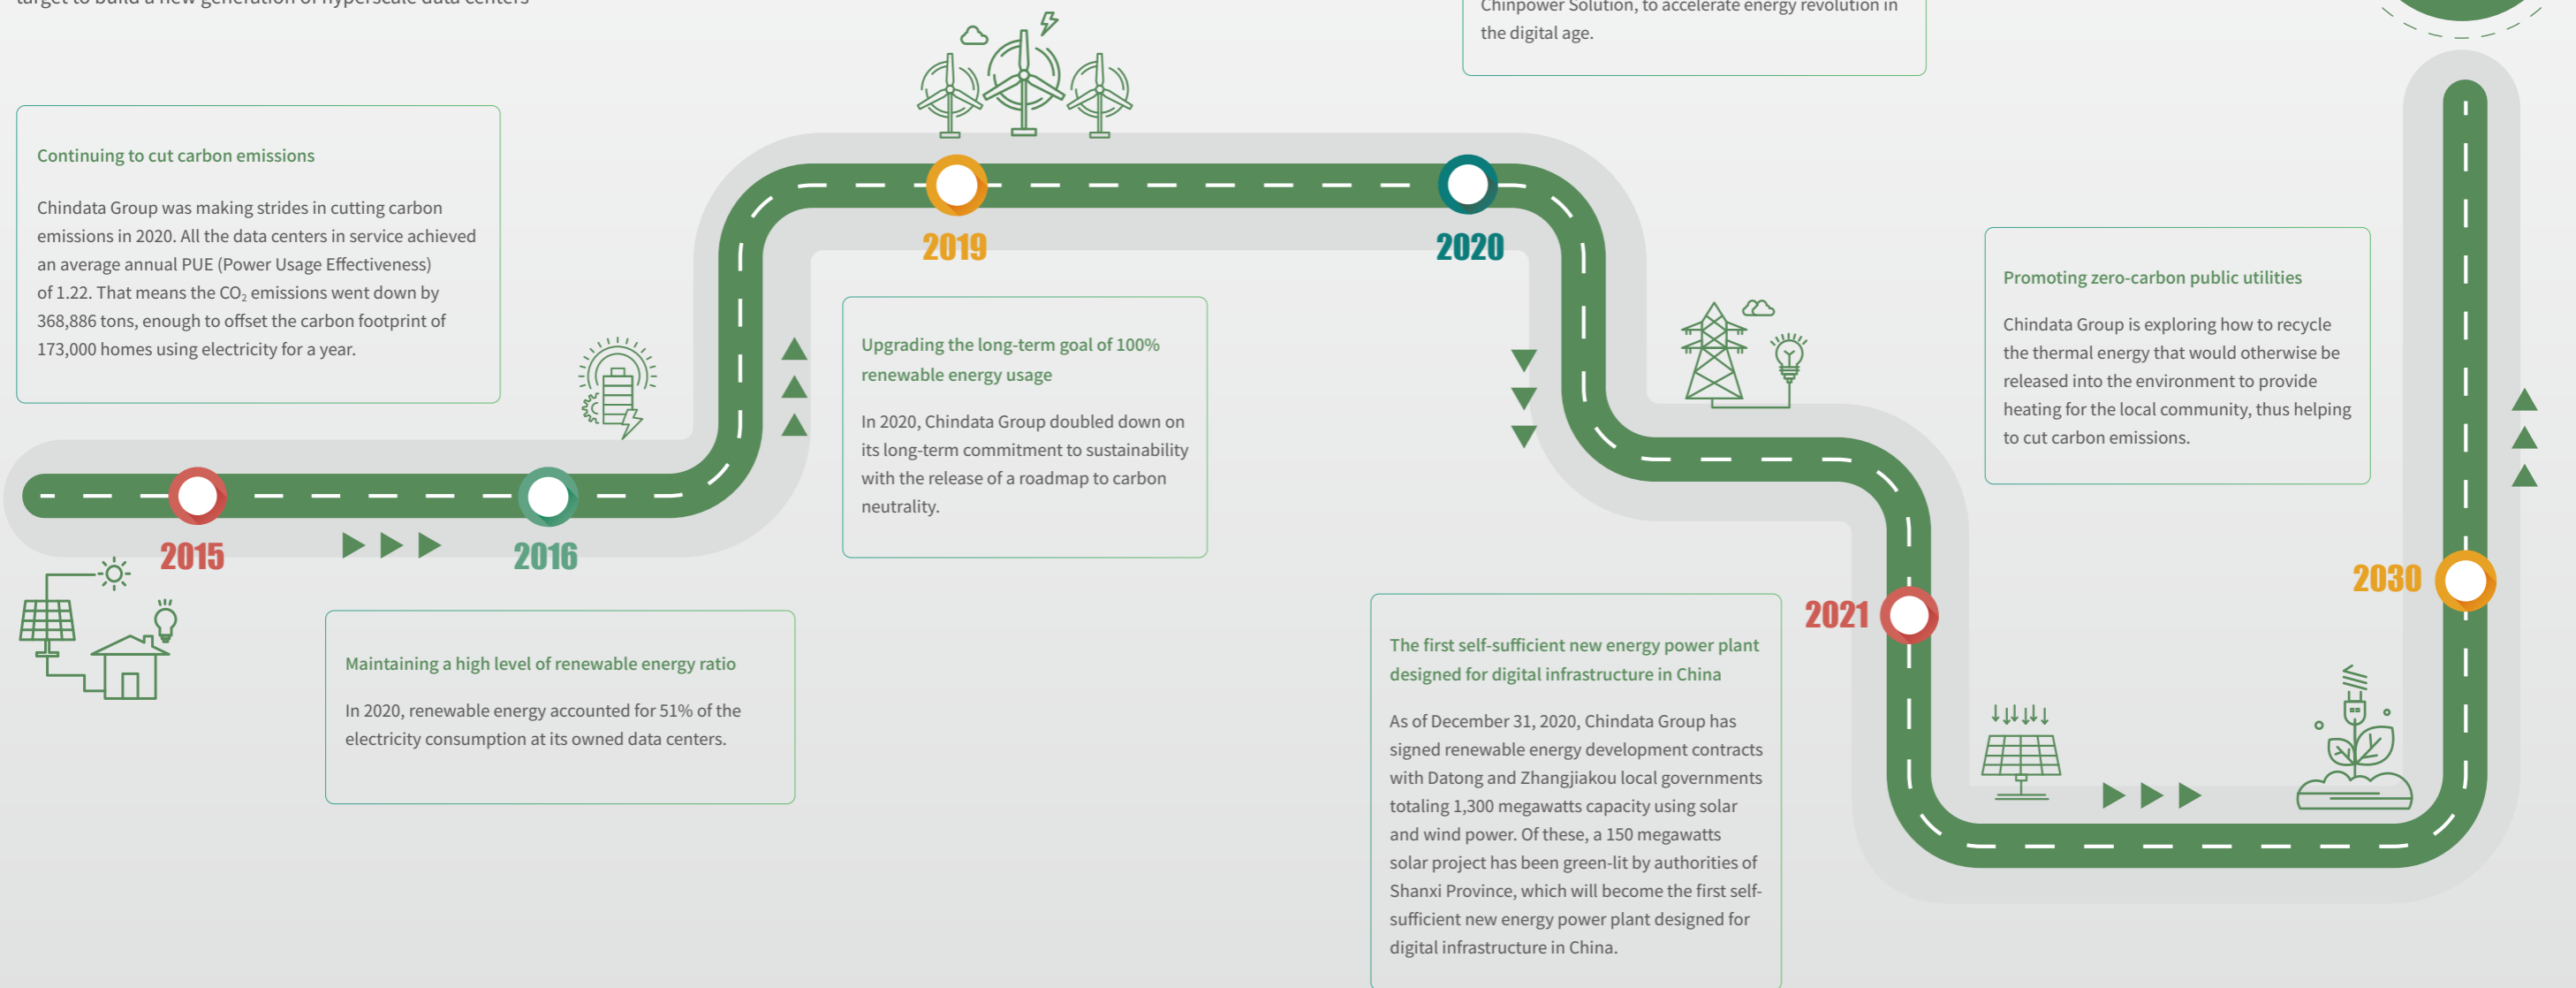 target to build a new generation of hyperscale data centers
Chinpower Solution, to accelerate energy revolution in
the digital age.
Continuing to cut carbon emissions
Chindata Group was making strides in cutting carbon
emissions in 2020. All the data centers in service achieved
an average annual PUE (Power Usage Effectiveness)
of 1.22. That means the CO₂ emissions went down by
368,886 tons, enough to offset the carbon footprint of
173,000 homes using electricity for a year.
2015
2016
Maintaining a high level of renewable energy ratio
In 2020, renewable energy accounted for 51% of the
electricity consumption at its owned data centers.
2019
Upgrading the long-term goal of 100%
renewable energy usage
In 2020, Chindata Group doubled down on
its long-term commitment to sustainability
with the release of a roadmap to carbon
neutrality.
2020
2021
The first self-sufficient new energy power plant
designed for digital infrastructure in China
As of December 31, 2020, Chindata Group has
signed renewable energy development contracts
with Datong and Zhangjiakou local governments
totaling 1,300 megawatts capacity using solar
and wind power. Of these, a 150 megawatts
solar project has been green-lit by authorities of
Shanxi Province, which will become the first self-
sufficient new energy power plant designed for
digital infrastructure in China.
Promoting zero-carbon public utilities
Chindata Group is exploring how to recycle
the thermal energy that would otherwise be
released into the environment to provide
heating for the local community, thus helping
to cut carbon emissions.
2030